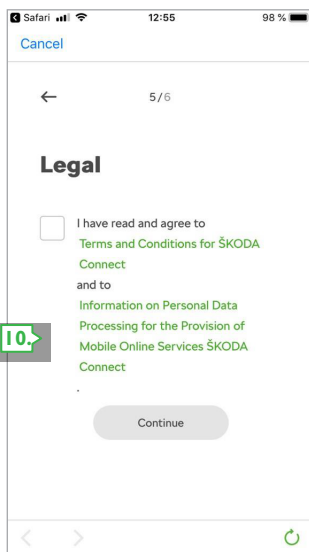 Safari 12:55 98 %
Cancel
5/6
Legal
I have read and agree to
Terms and Conditions for ŠKODA
Connect
and to
Information on Personal Data
10.
Processing for the Provision of
Mobile Online Services ŠKODA
Connect
.
Continue